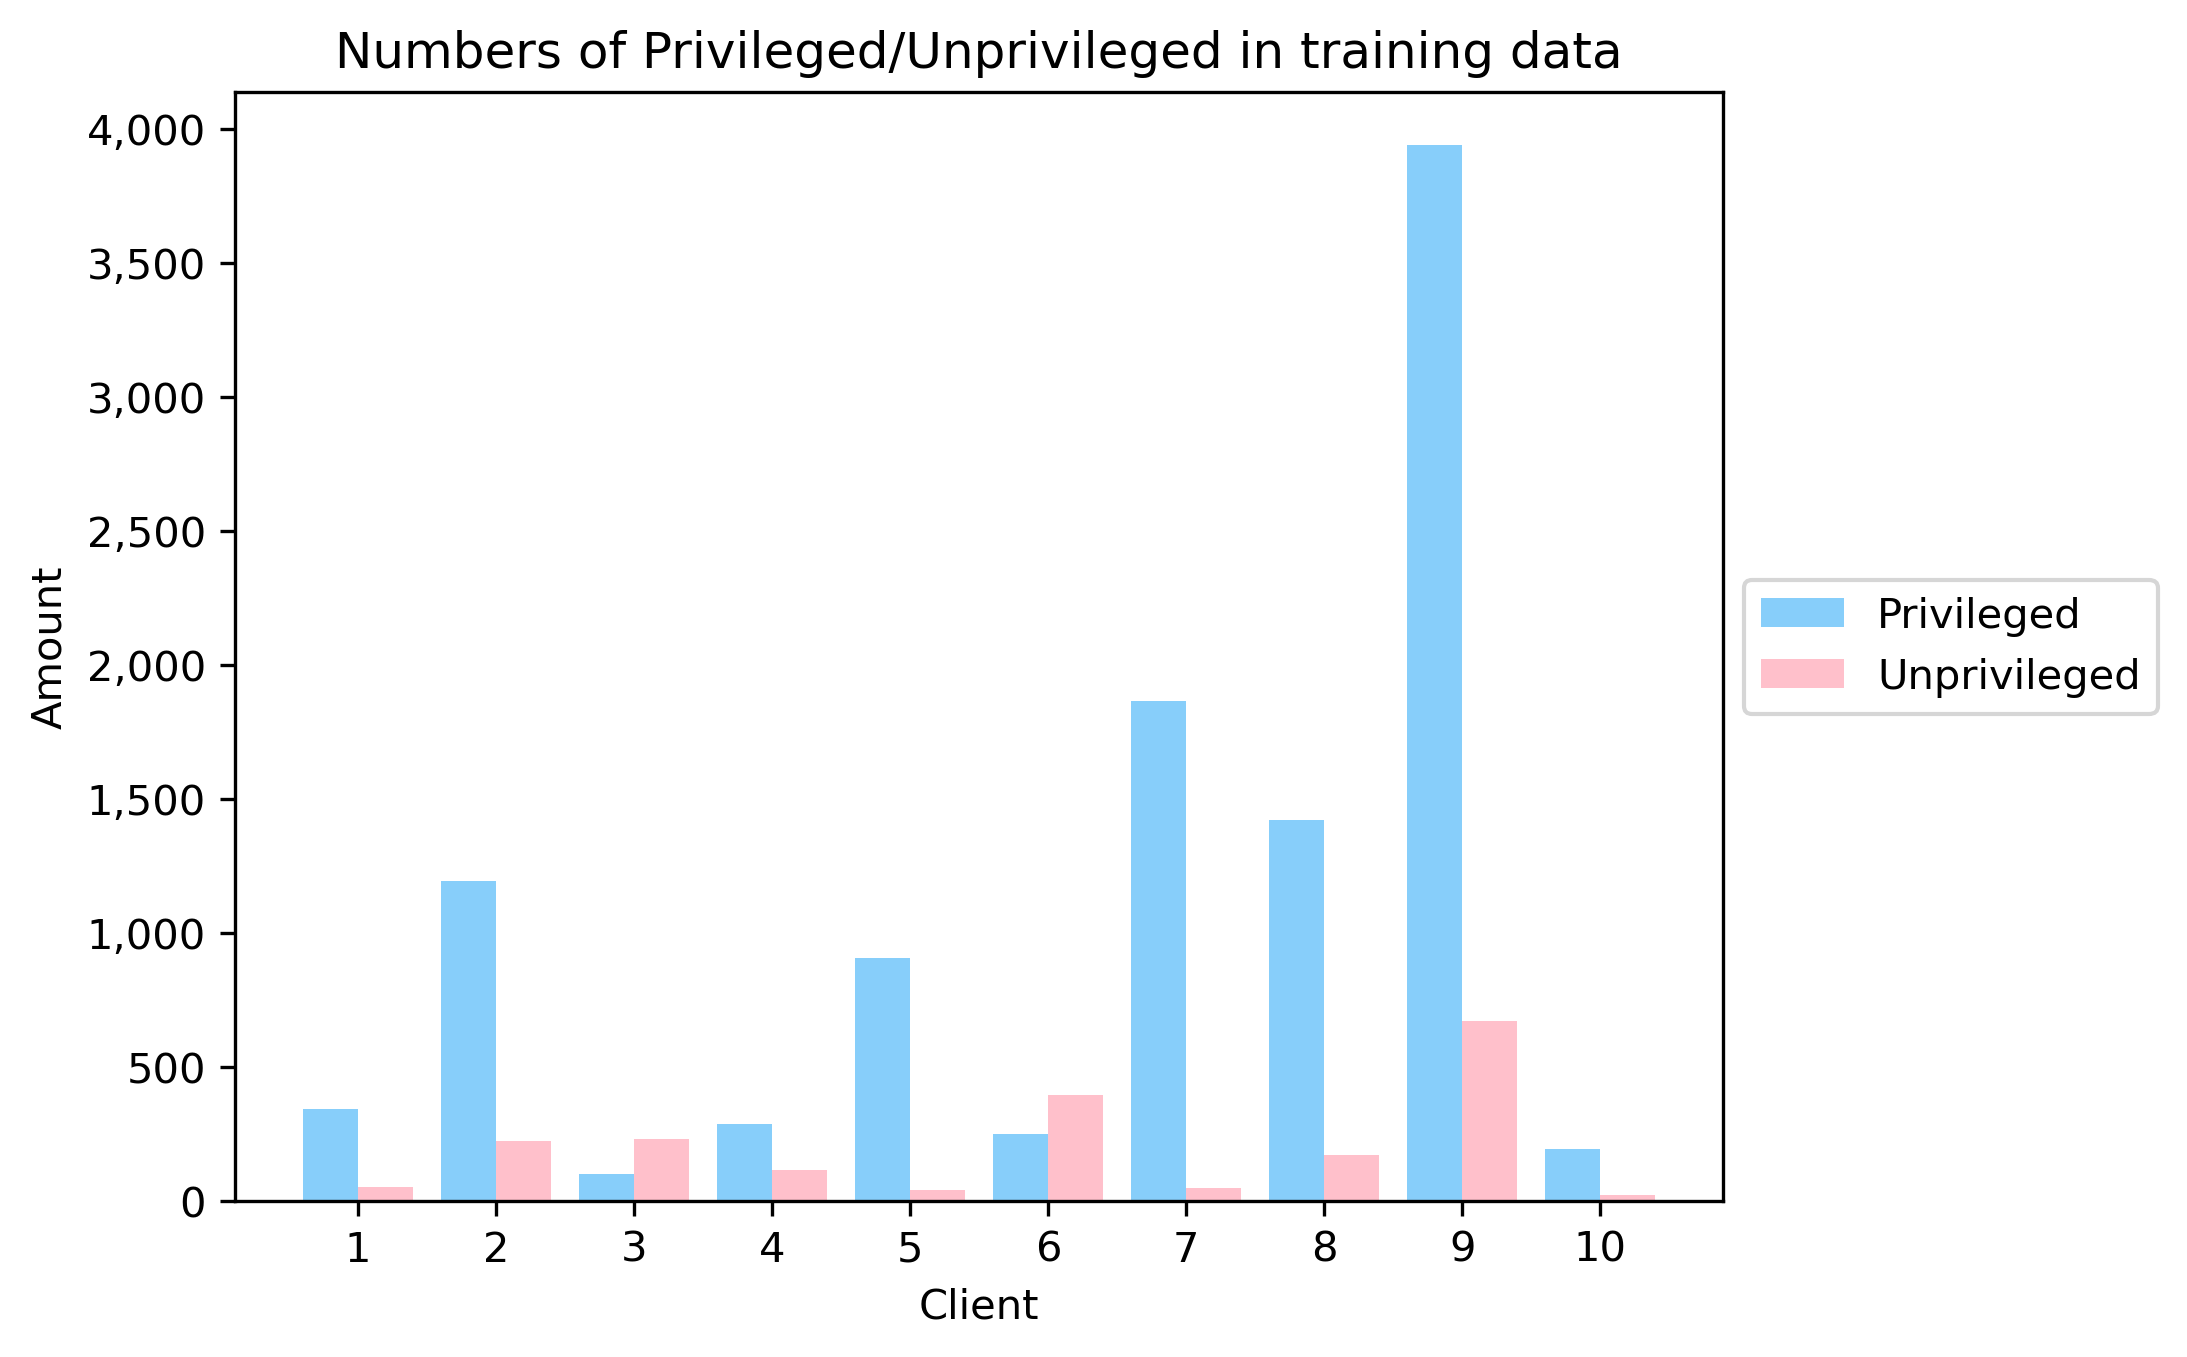 Numbers of Privileged/Unprivileged in training data
4,000
3,500
3,000
2,500
2,000
1,500
1,000
500
0
Amount
1 2 3 4 5 6 7 8 9 10
Client
Privileged
Unprivileged